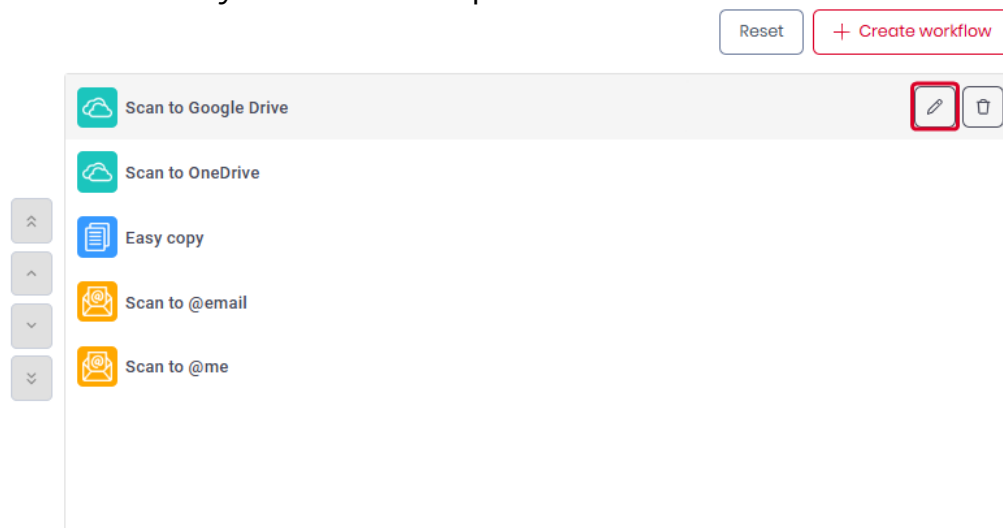 Reset
+ Create workflow
Scan to Google Drive
Scan to OneDrive
Easy copy
Scan to @email
Scan to @me